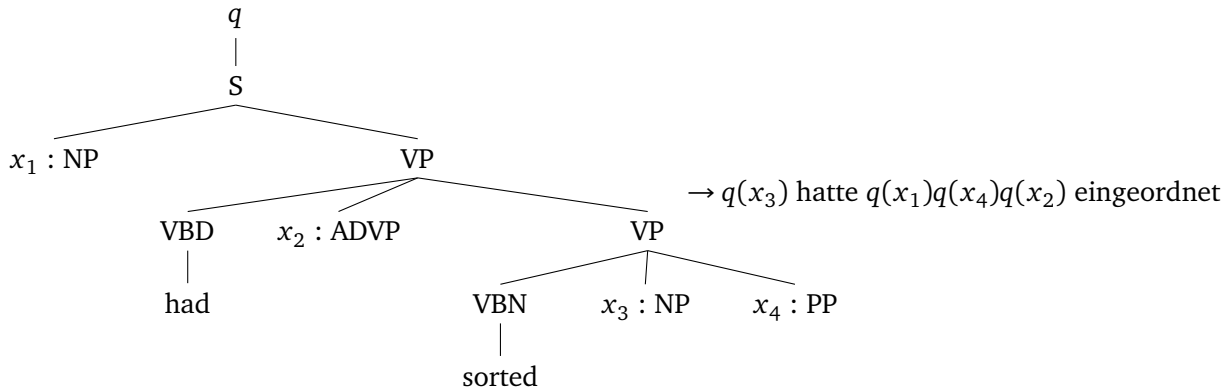 q
S
x₁ : NP VP
→ q(x₃) hatte q(x₁)q(x₄)q(x₂) eingeordnet
VBD x₂ : ADVP VP
had VBN x₃ : NP x₄ : PP
sorted